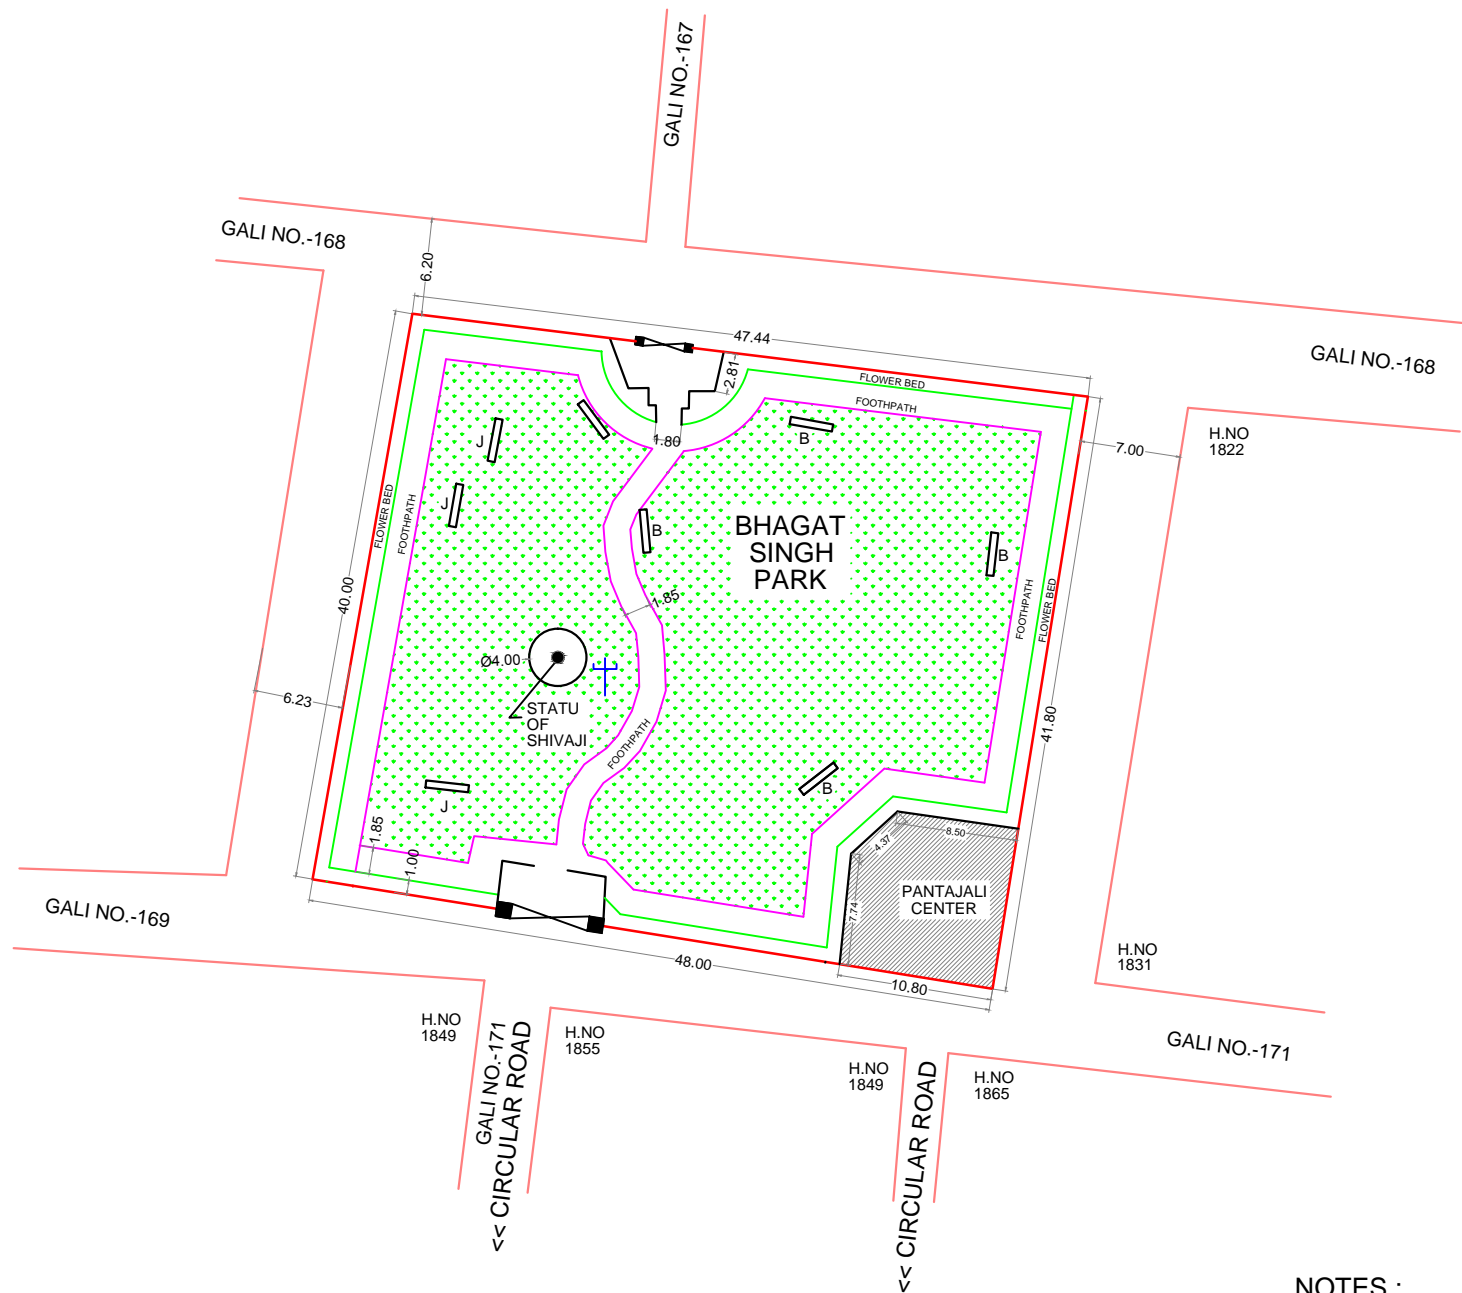 GALI NO.-167
GALI NO.-168
6.20
47.44
GALI NO.-168
2.81
FLOWER BED
FOOTHPATH
1.80
J
B
7.00
H.NO
1822
J
FLOWER BED
FOOTHPATH
B
BHAGAT
SINGH
PARK
B
40.00
1.85
FOOTHPATH
FLOWER BED
Ø4.00
6.23
STATU
OF
SHIVAJI
FOOTHPATH
41.80
J
B
1.85
1.00
4.37
8.50
7.74
PANTAJALI
CENTER
GALI NO.-169
48.00
10.80
H.NO
1831
H.NO
1849
GALI NO.-171
<< CIRCULAR ROAD
H.NO
1855
H.NO
1849
<< CIRCULAR ROAD
H.NO
1865
GALI NO.-171
NOTES :